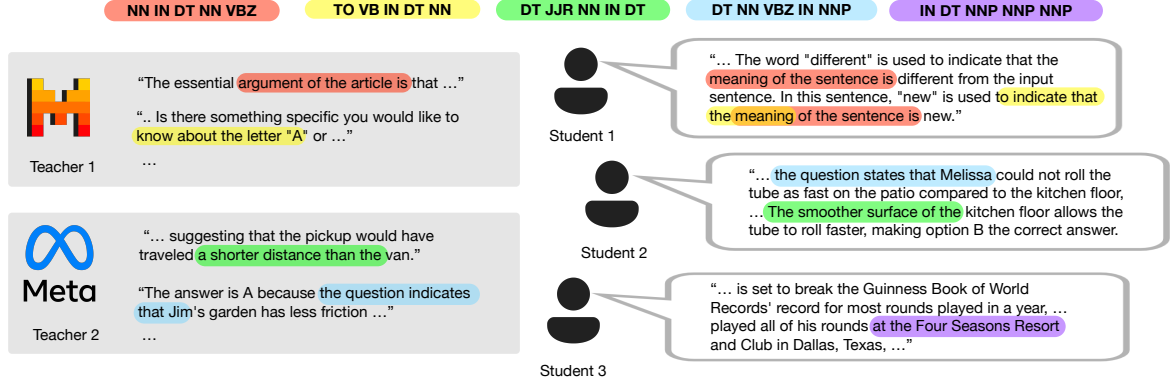 NN IN DT NN VBZ
TO VB IN DT NN
DT JJR NN IN DT
DT NN VBZ IN NNP
IN DT NNP NNP NNP
“The essential argument of the article is that ...”
“.. Is there something specific you would like to
know about the letter "A" or ...”
...
Teacher 1
“... suggesting that the pickup would have
traveled a shorter distance than the van.”
“The answer is A because the question indicates
that Jim's garden has less friction ...”
...
Meta
Teacher 2
“... The word "different" is used to indicate that the
meaning of the sentence is different from the input
sentence. In this sentence, "new" is used to indicate that
the meaning of the sentence is new.”
Student 1
“... the question states that Melissa could not roll the
tube as fast on the patio compared to the kitchen floor,
... The smoother surface of the kitchen floor allows the
tube to roll faster, making option B the correct answer.
Student 2
“... is set to break the Guinness Book of World
Records' record for most rounds played in a year, ...
played all of his rounds at the Four Seasons Resort
and Club in Dallas, Texas, ...”
Student 3